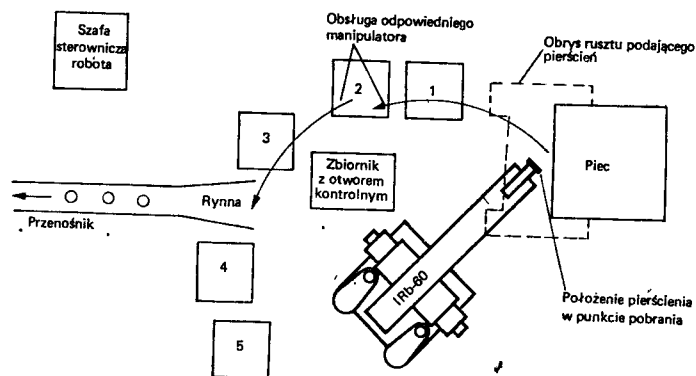 Szafa
sterownicza
robota
Obsługa odpowiedniego
manipulatora
Obrys rusztu podającego
pierścień
2
1
3
Zbiornik
z otworem
kontrolnym
Piec
Rynna
Przenośnik
4
IRb-60
Położenie pierścienia
w punkcie pobrania
5